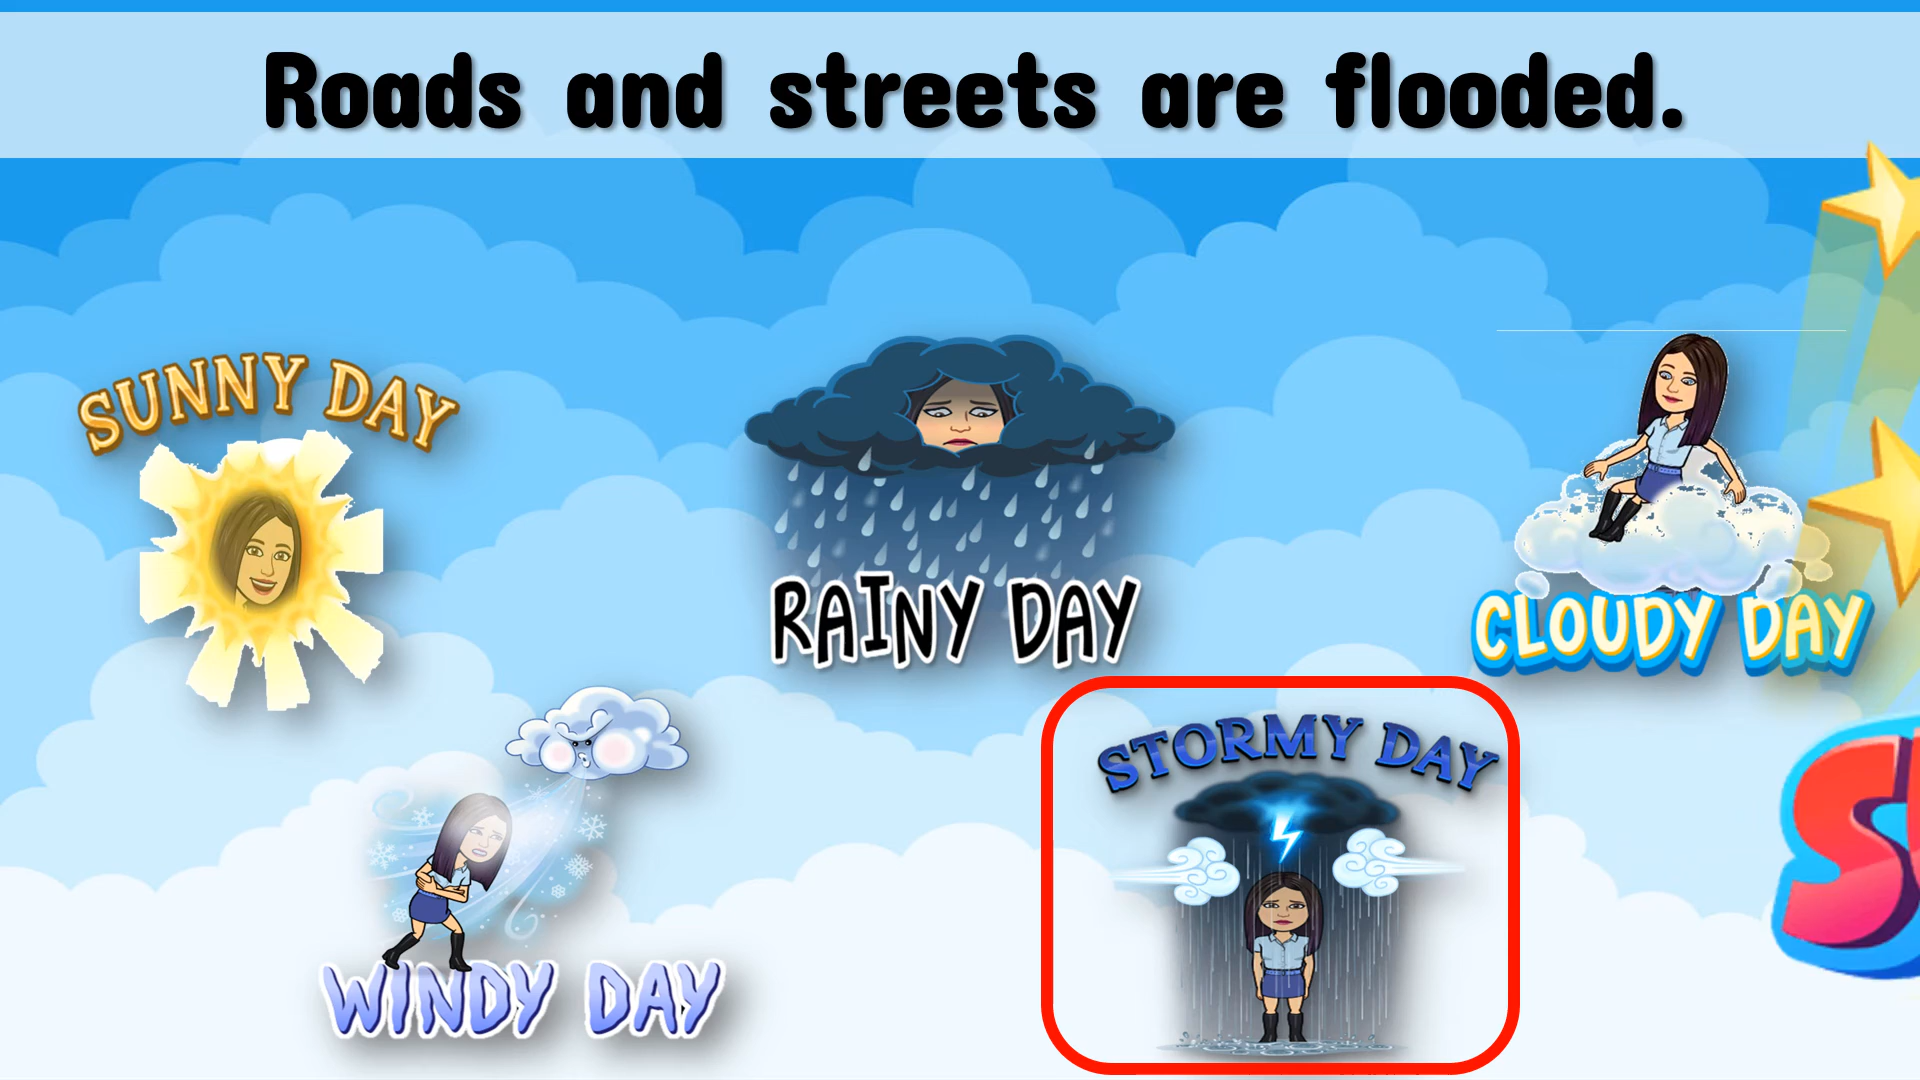 Roads and streets are flooded.
SUNNY DAY
RAINY DAY
CLOUDY DAY
WINDY DAY
STORMY DAY